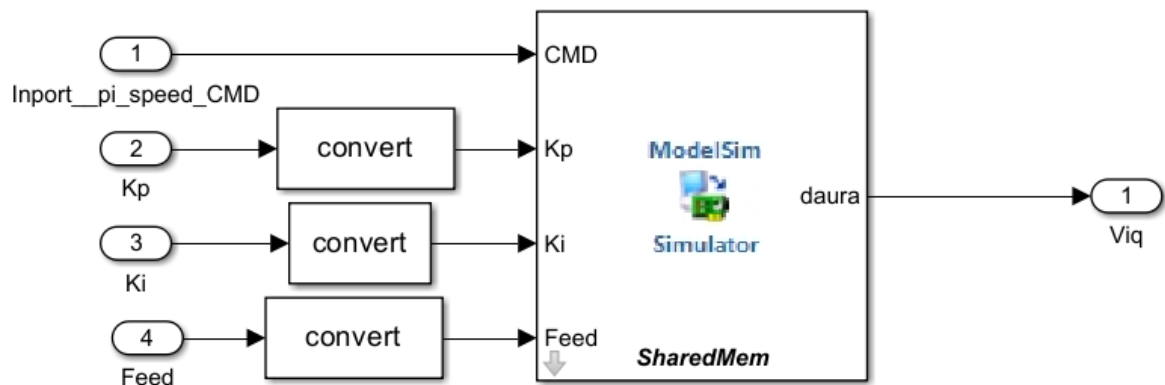 1
Inport__pi_speed_CMD
2
Kp
3
Ki
4
Feed
convert
convert
convert
CMD
Kp
Ki
Feed
ModelSim
Simulator
SharedMem
daura
1
Viq